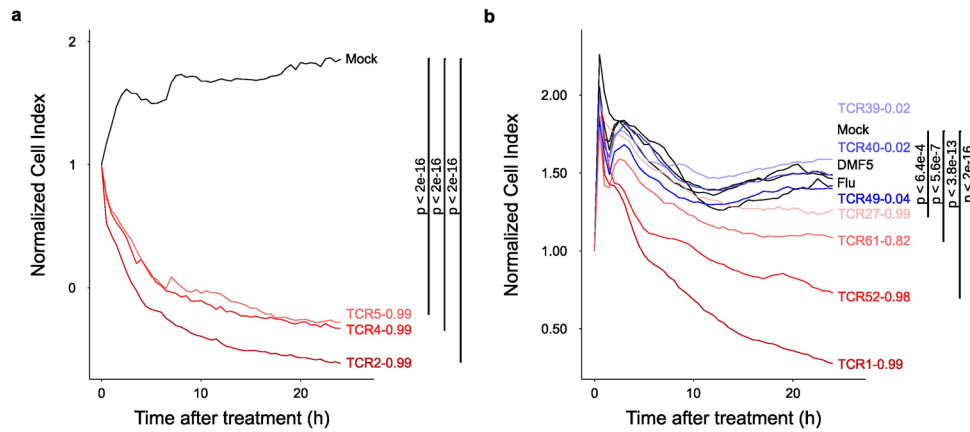 a
Normalized Cell Index
2
0
0
10
20
Time after treatment (h)
Mock
TCR5-0.99
TCR4-0.99
TCR2-0.99
p < 2e-16
p < 2e-16
p < 2e-16
b
Normalized Cell Index
2.00
1.50
1.00
0.50
0
10
20
Time after treatment (h)
TCR39-0.02
Mock
TCR40-0.02
DMF5
Flu
TCR49-0.04
TCR27-0.99
TCR61-0.82
TCR52-0.98
TCR1-0.99
p < 6.4e-4
p < 5.6e-7
p < 3.8e-13
p < 2e-16